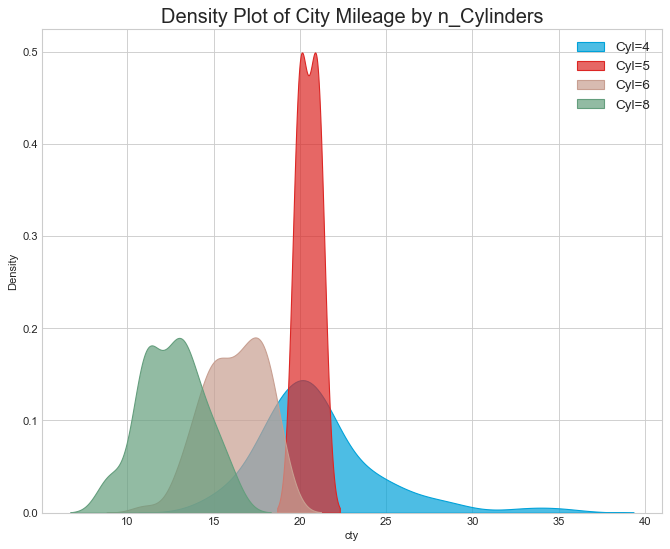 Density Plot of City Mileage by n_Cylinders
Cyl=4
Cyl=5
Cyl=6
Cyl=8
0.5
0.4
0.3
0.2
0.1
0.0
Density
10 15 20 25 30 35 40
cty